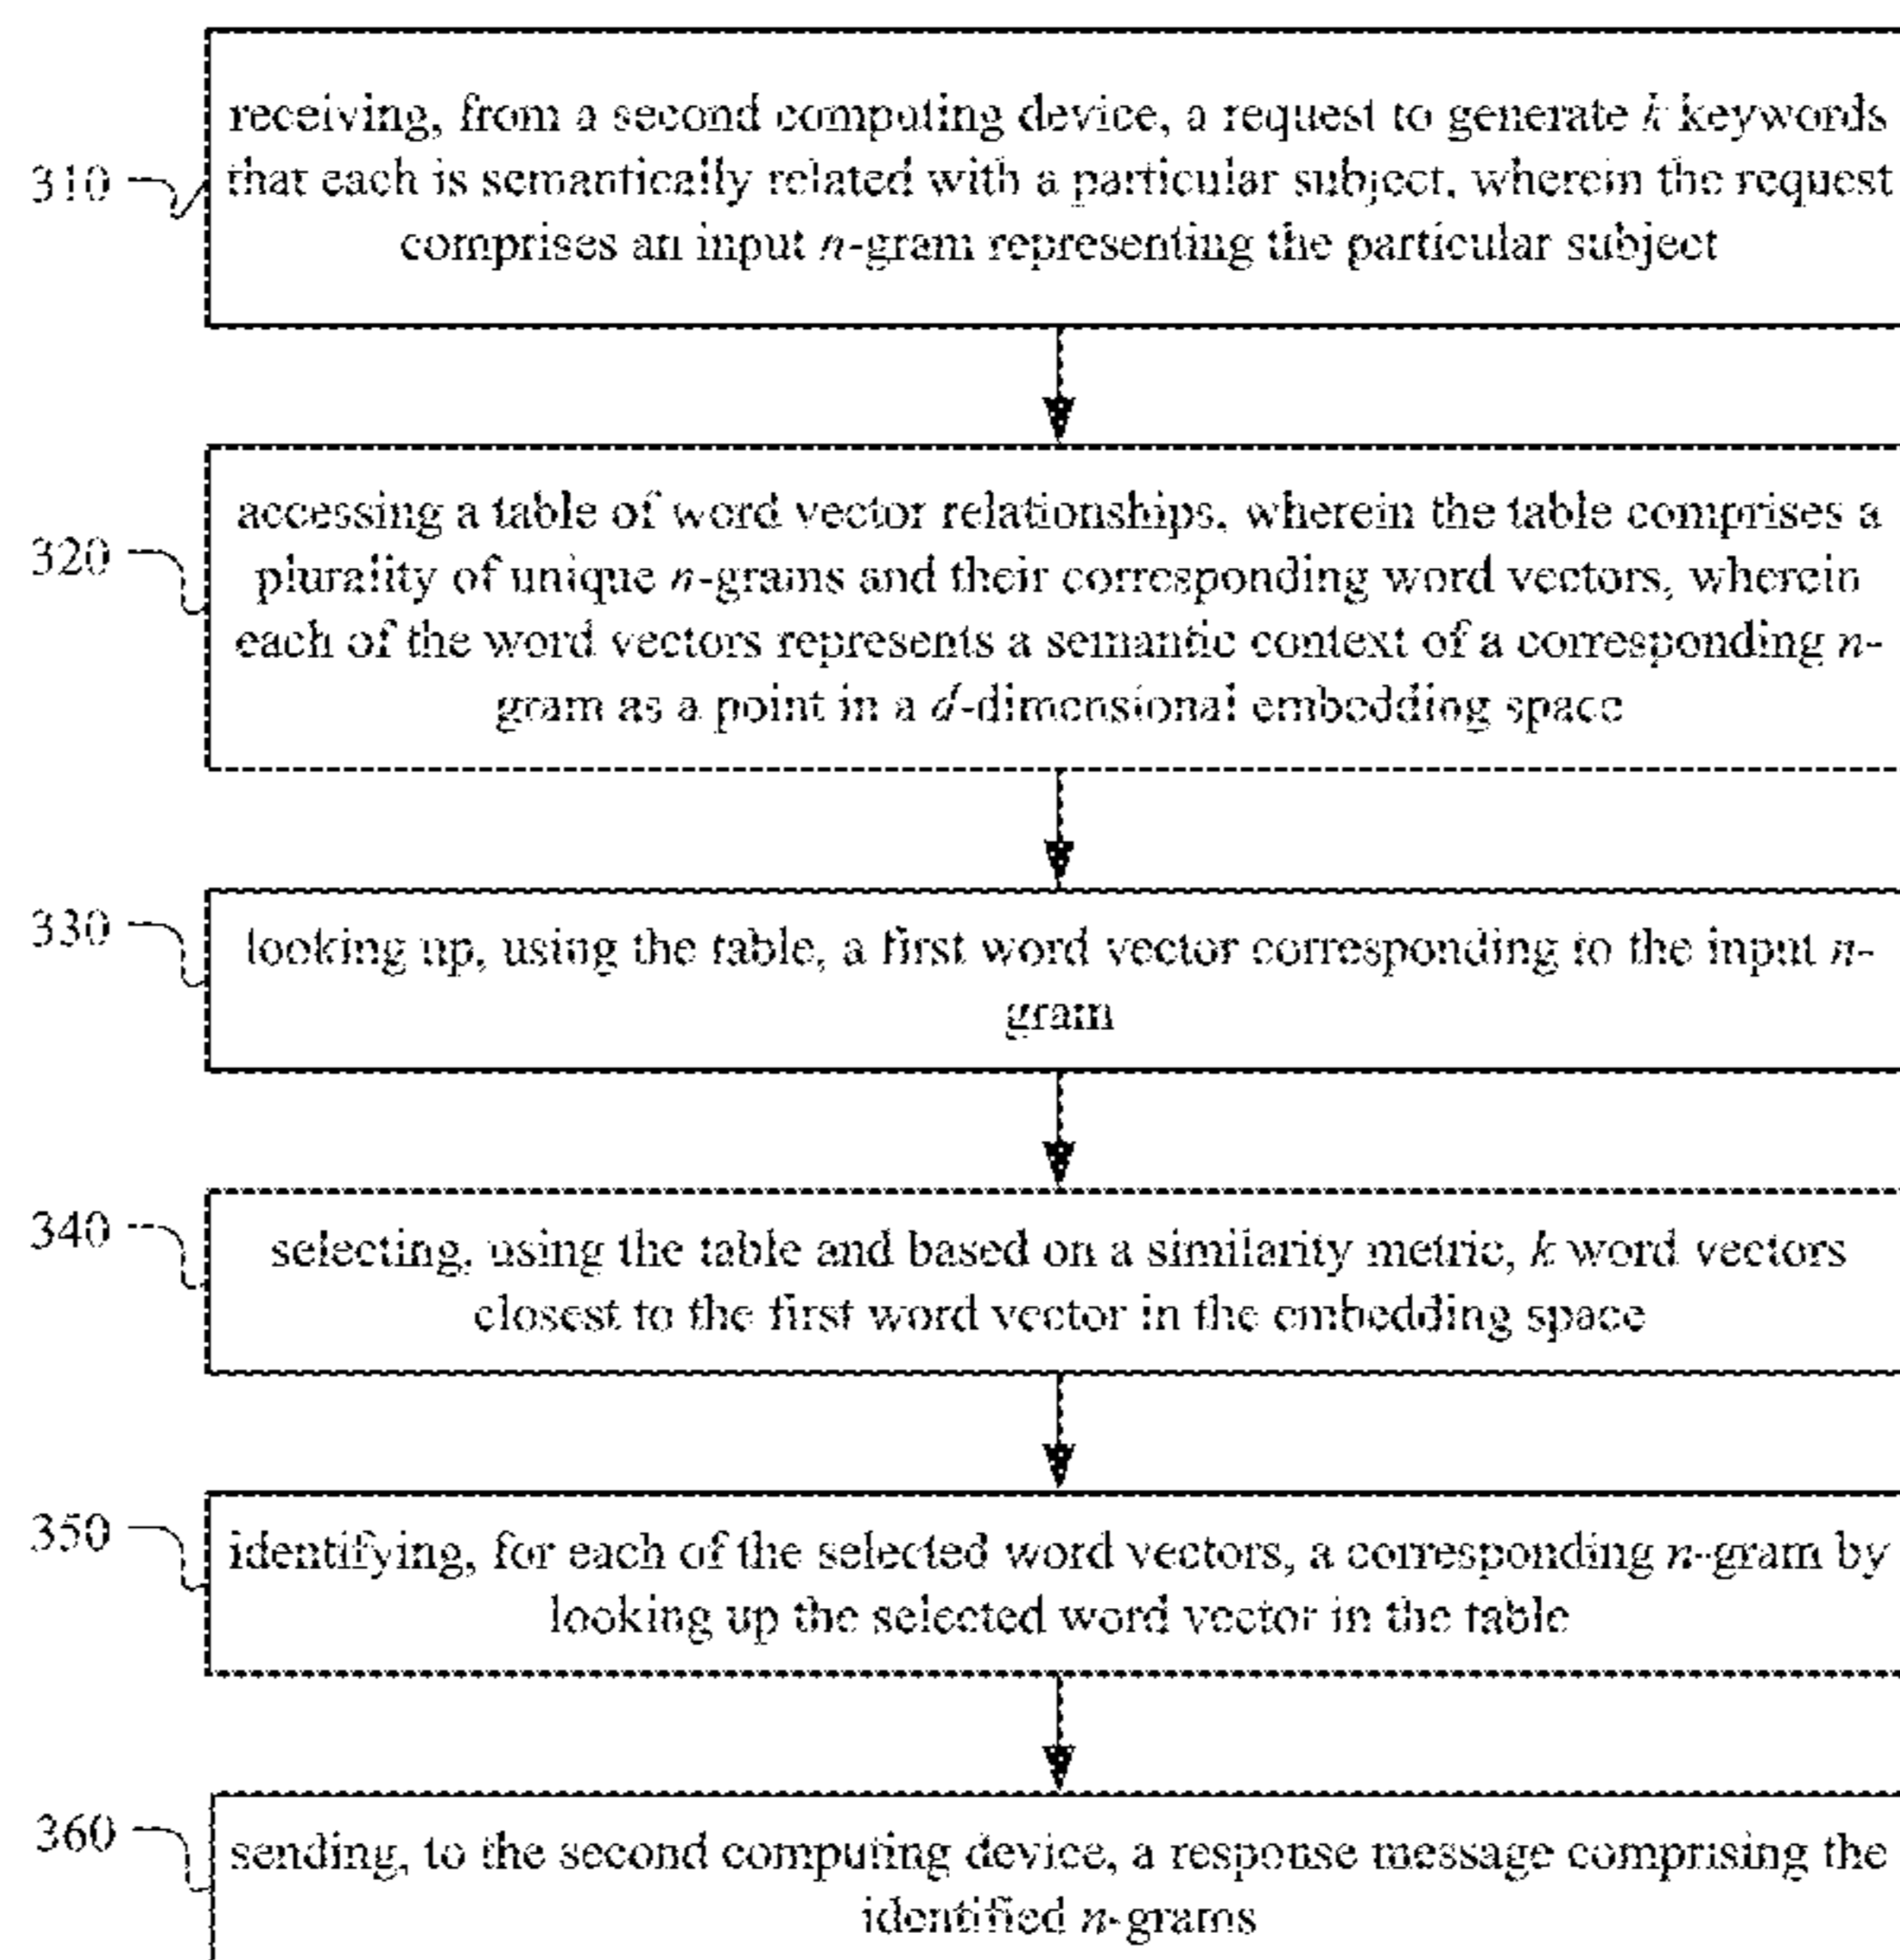 receiving, from a second computing device, a request to generate k keywords
310
that each is semantically related with a particular subject, wherein the request
comprises an input n-gram representing the particular subject
accessing a table of word vector relationships, wherein the table comprises a
320
plurality of unique n-grams and their corresponding word vectors, wherein
each of the word vectors represents a semantic context of a corresponding n-
gram as a point in a d-dimensional embedding space
330
looking up, using the table, a first word vector corresponding to the input n-
gram
340
selecting, using the table and based on a similarity metric, k word vectors
closest to the first word vector in the embedding space
350
identifying, for each of the selected word vectors, a corresponding n-gram by
looking up the selected word vector in the table
360
sending, to the second computing device, a response message comprising the
identified n-grams